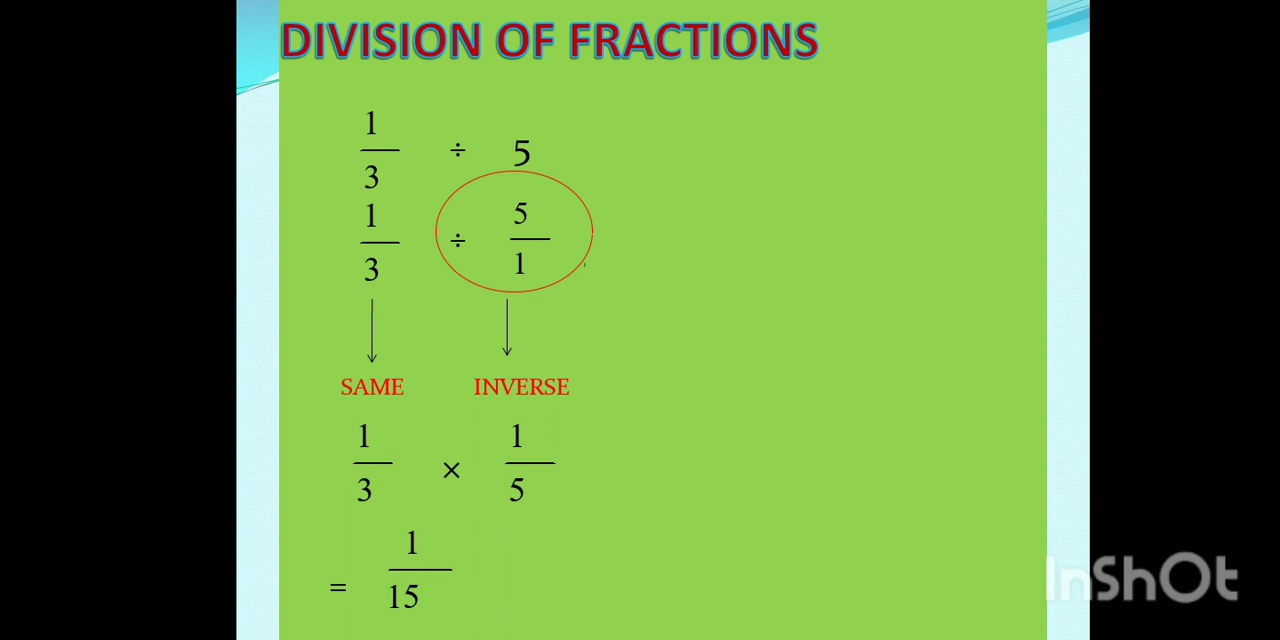 DIVISION OF FRACTIONS
1/3 ÷ 5
1/3 ÷ 5/1
SAME INVERSE
1/3 × 1/5
= 1/15
InShOt